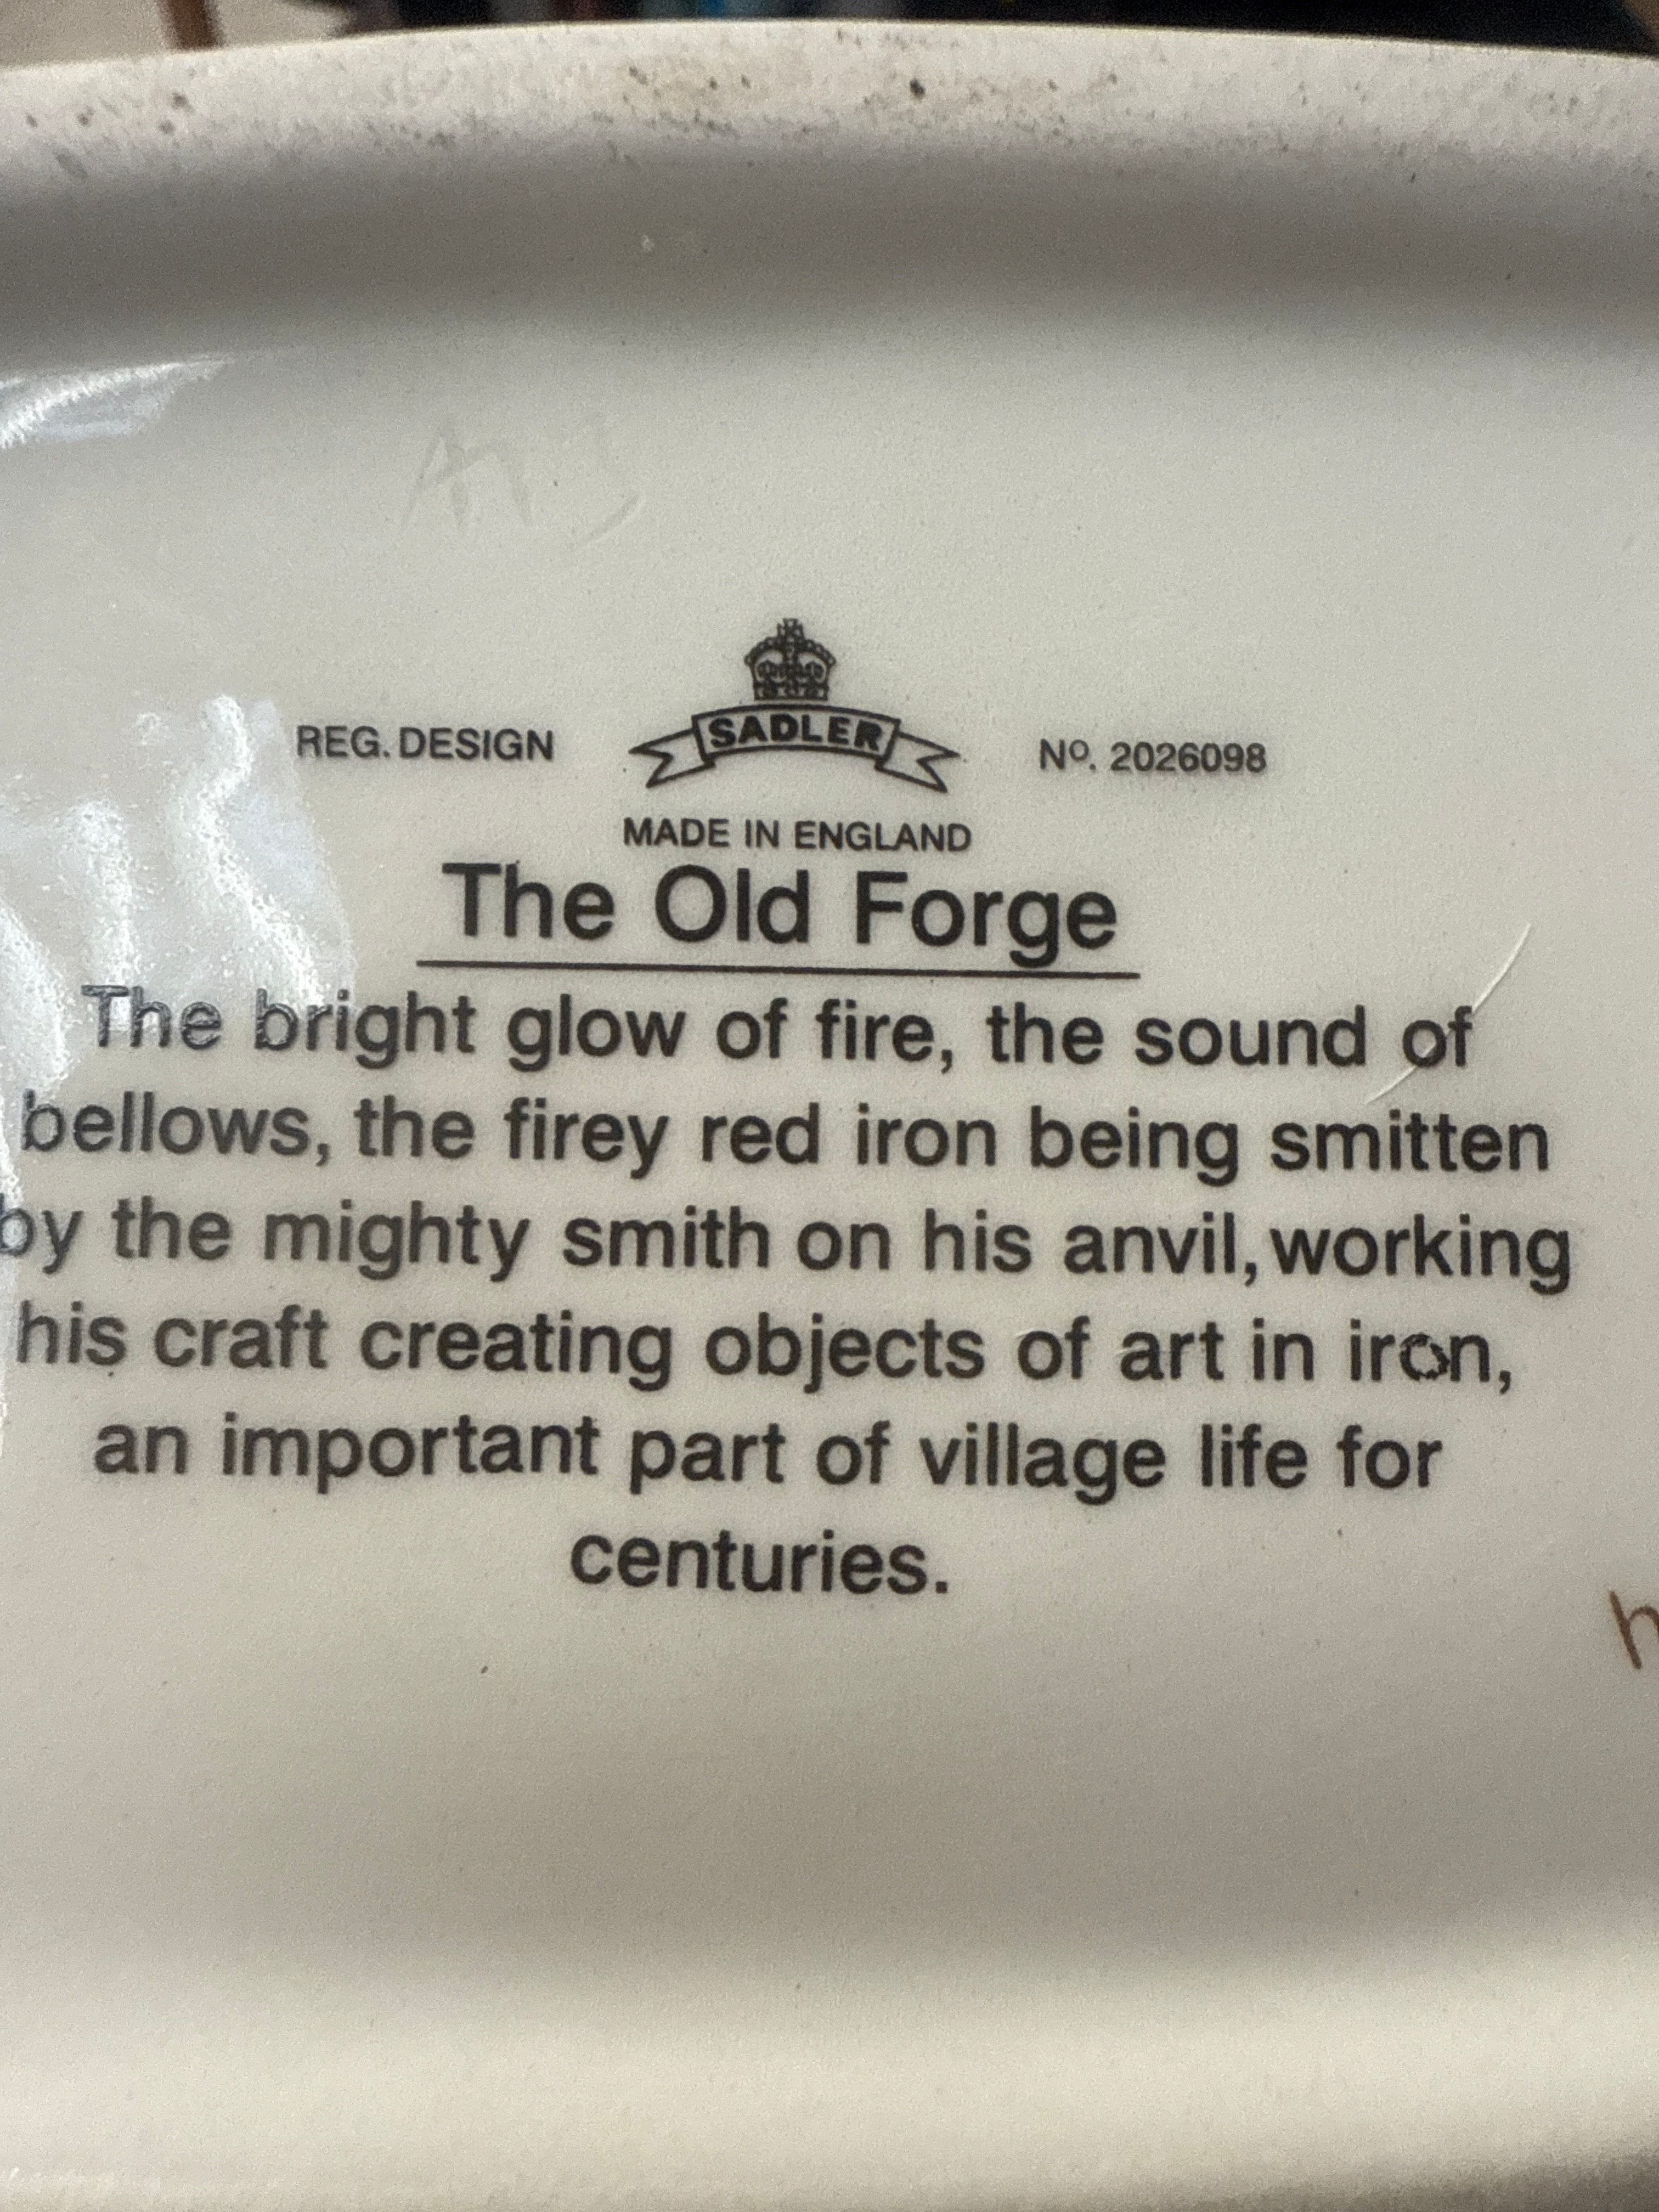 REG. DESIGN SADLER Nº. 2026098
MADE IN ENGLAND
The Old Forge
The bright glow of fire, the sound of
bellows, the firey red iron being smitten
by the mighty smith on his anvil, working
his craft creating objects of art in iron,
an important part of village life for
centuries.